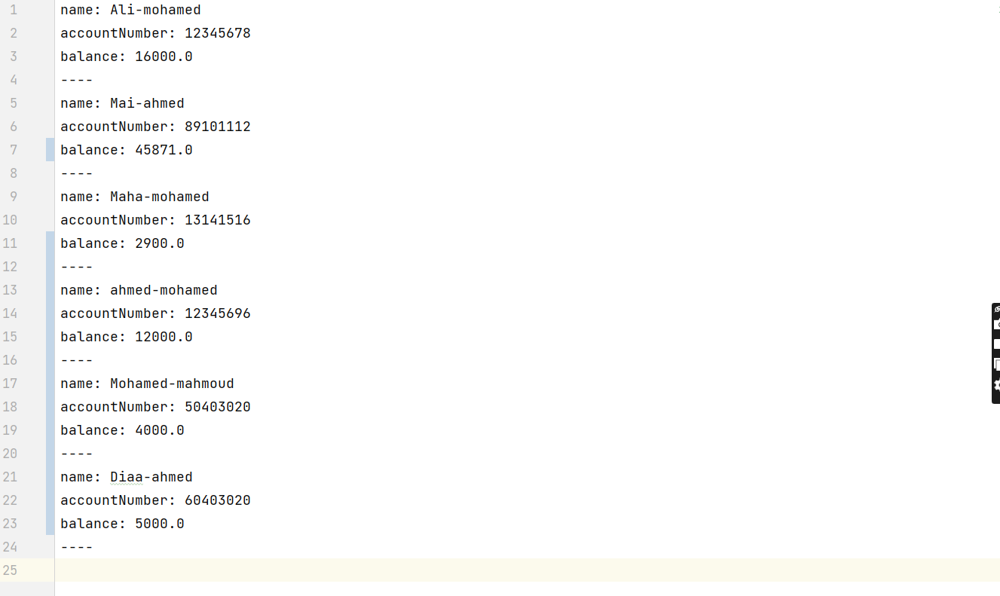 1 name: Ali-mohamed
2 accountNumber: 12345678
3 balance: 16000.0
4 ----
5 name: Mai-ahmed
6 accountNumber: 89101112
7 balance: 45871.0
8 ----
9 name: Maha-mohamed
10 accountNumber: 13141516
11 balance: 2900.0
12 ----
13 name: ahmed-mohamed
14 accountNumber: 12345696
15 balance: 12000.0
16 ----
17 name: Mohamed-mahmoud
18 accountNumber: 50403020
19 balance: 4000.0
20 ----
21 name: Diaa-ahmed
22 accountNumber: 60403020
23 balance: 5000.0
24 ----
25